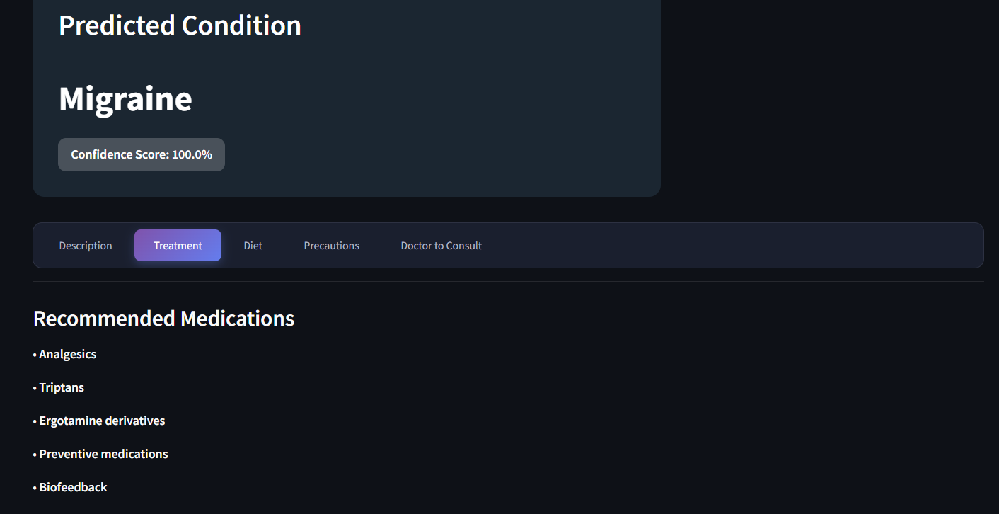 Predicted Condition
Migraine
Confidence Score: 100.0%
Description Treatment Diet Precautions Doctor to Consult
Recommended Medications
• Analgesics
• Triptans
• Ergotamine derivatives
• Preventive medications
• Biofeedback